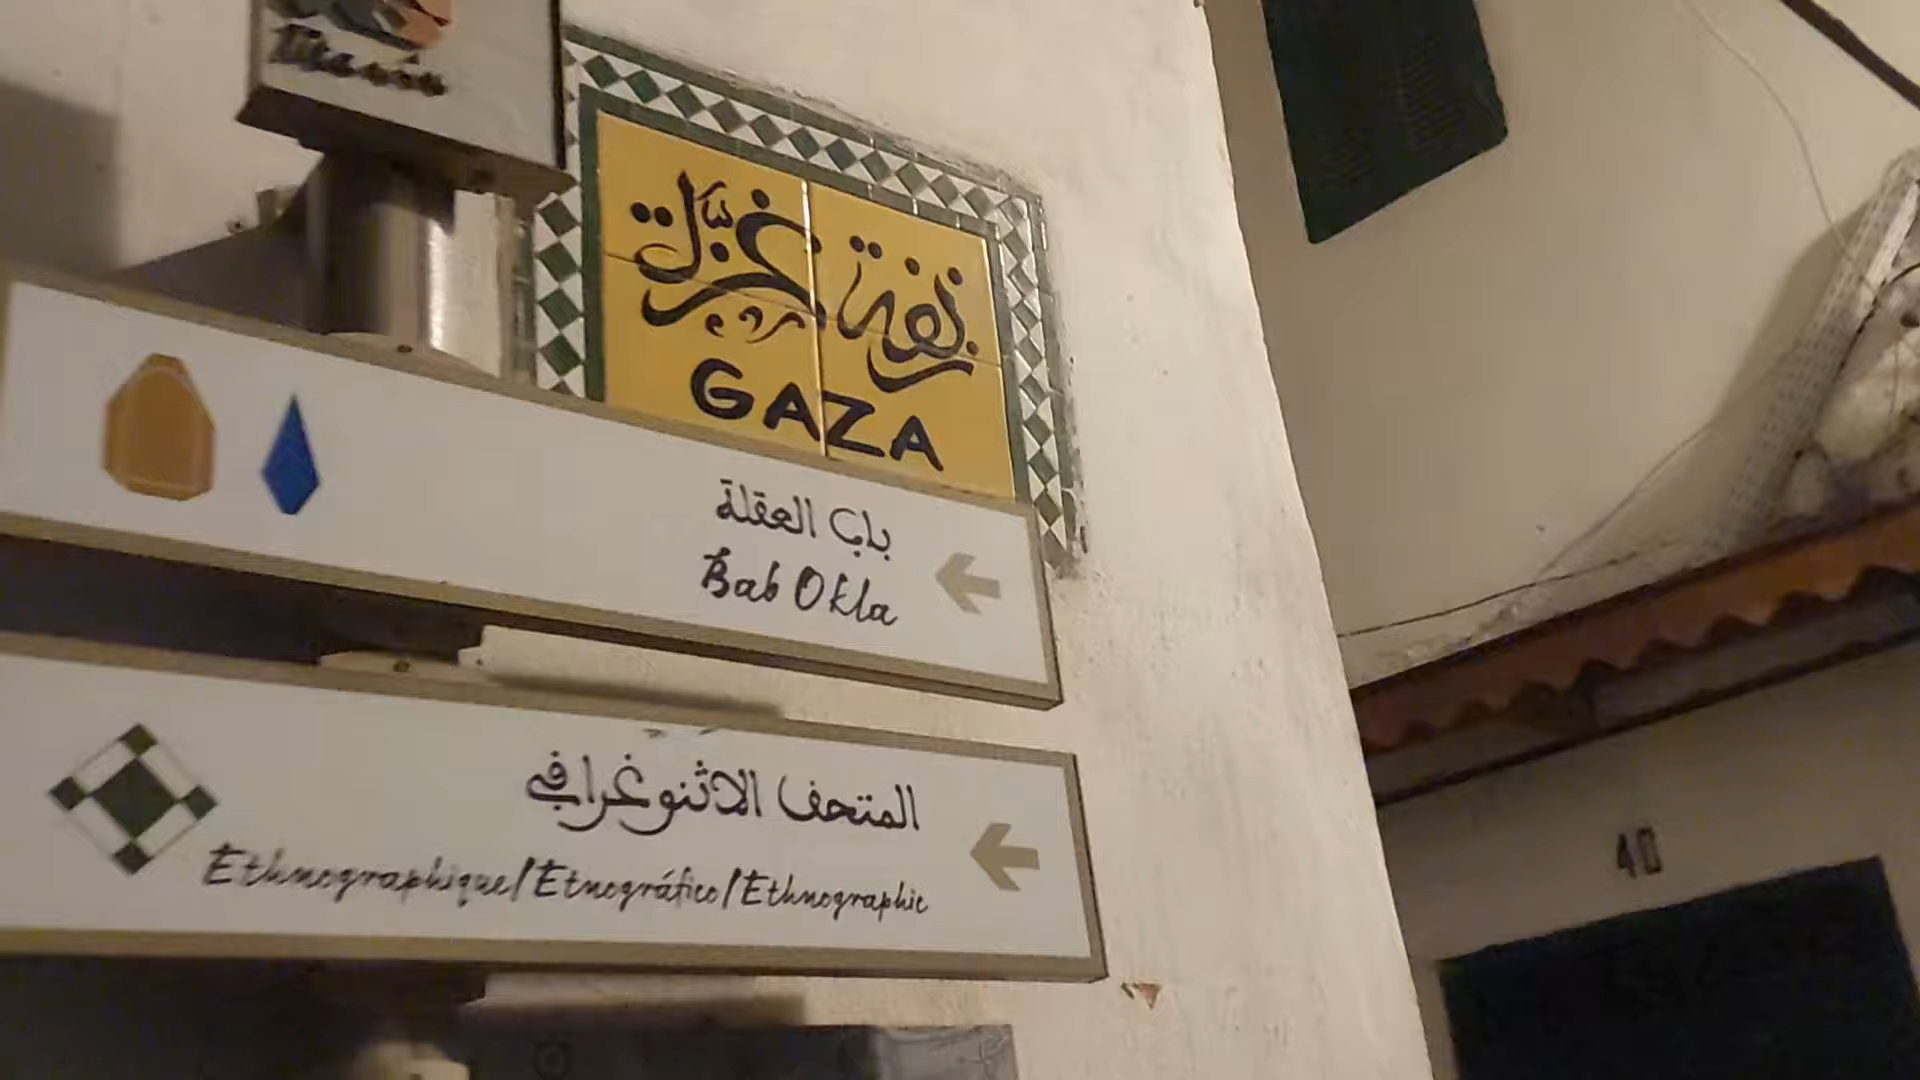 زنقة غزة
GAZA
باب العقلة
Bab Okla
المتحف الاثنوغرافي
Ethnographique/Etnográfico/Ethnographic
40